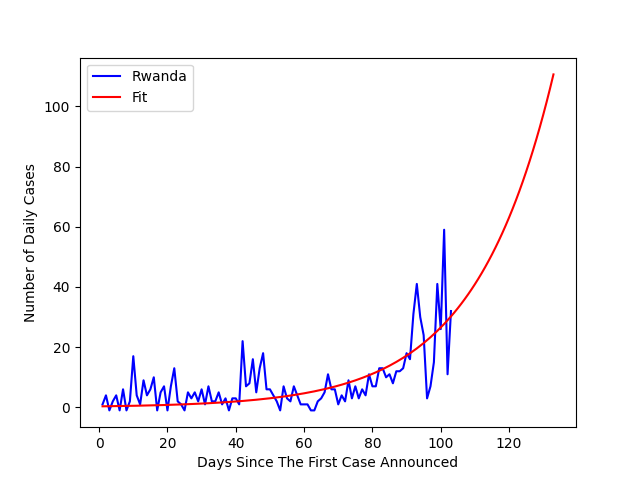 Rwanda
Fit
100
80
60
40
20
0
Number of Daily Cases
0 20 40 60 80 100 120
Days Since The First Case Announced